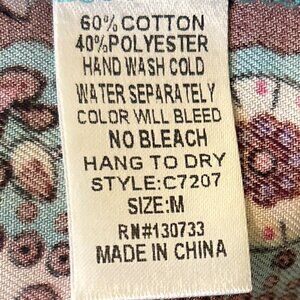 60% COTTON
40%POLYESTER
HAND WASH COLD
WATER SEPARATELY
COLOR WILL BLEED
NO BLEACH
HANG TO DRY
STYLE:C7207
SIZE:M
RN#130733
MADE IN CHINA